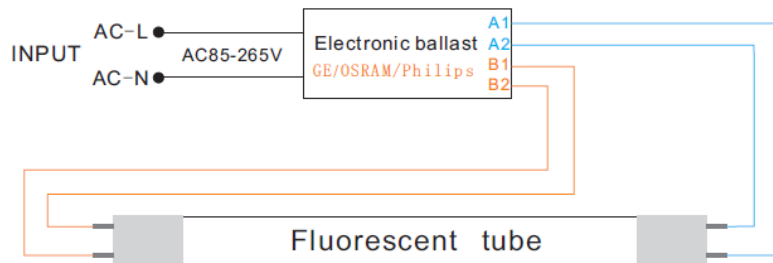 INPUT
AC-L
AC-N
AC85-265V
Electronic ballast
GE/OSRAM/Philips
A1
A2
B1
B2
Fluorescent tube